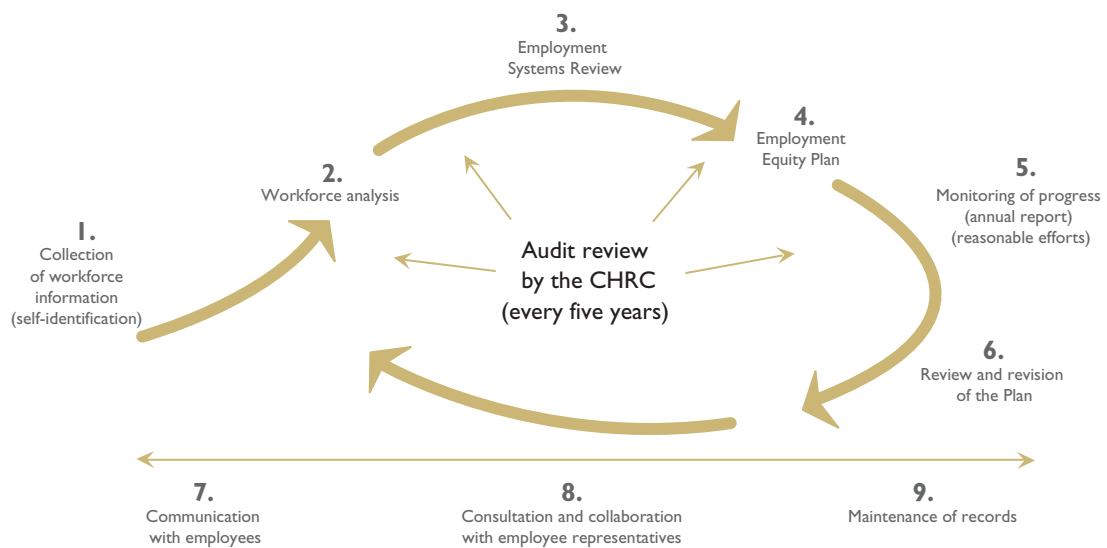 1.
Collection
of workforce
information
(self-identification)
2.
Workforce analysis
3.
Employment
Systems Review
4.
Employment
Equity Plan
5.
Monitoring of progress
(annual report)
(reasonable efforts)
6.
Review and revision
of the Plan
Audit review
by the CHRC
(every five years)
7.
Communication
with employees
8.
Consultation and collaboration
with employee representatives
9.
Maintenance of records